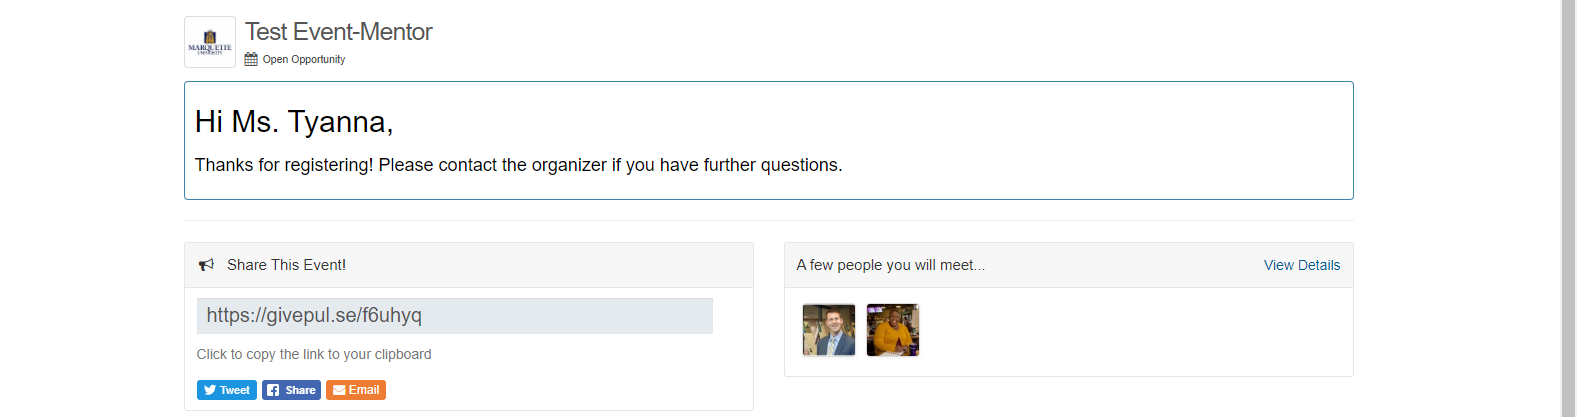 MARQUETTE
UNIVERSITY
Test Event-Mentor
Open Opportunity
Hi Ms. Tyanna,
Thanks for registering! Please contact the organizer if you have further questions.
Share This Event!
https://givepul.se/f6uhyq
Click to copy the link to your clipboard
Tweet Share Email
A few people you will meet... View Details